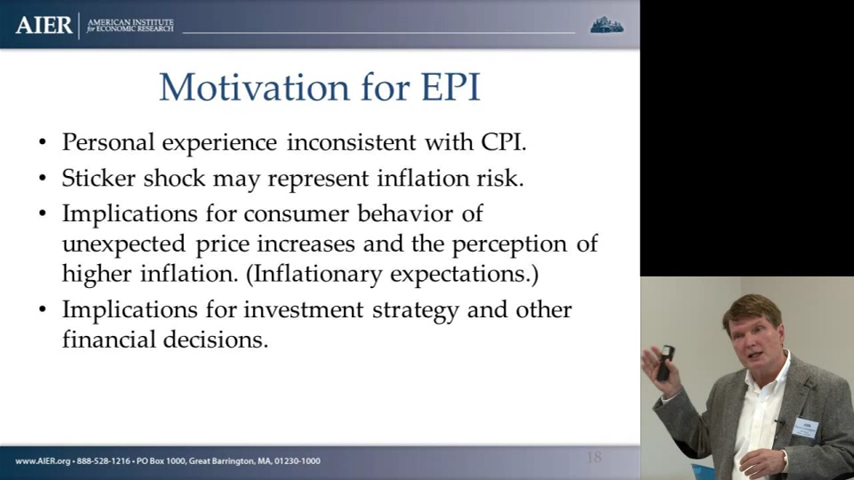 AIER
AMERICAN INSTITUTE
for ECONOMIC RESEARCH
Motivation for EPI
• Personal experience inconsistent with CPI.
• Sticker shock may represent inflation risk.
• Implications for consumer behavior of
unexpected price increases and the perception of
higher inflation. (Inflationary expectations.)
• Implications for investment strategy and other
financial decisions.
www.AIER.org • 888-528-1216 • PO Box 1000, Great Barrington, MA, 01230-1000
18